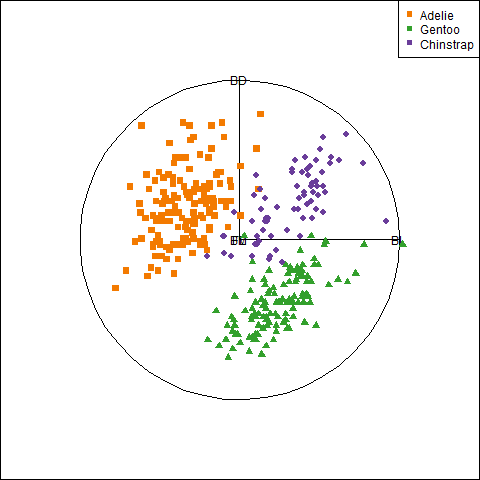 Adelie
Gentoo
Chinstrap
BD
BL